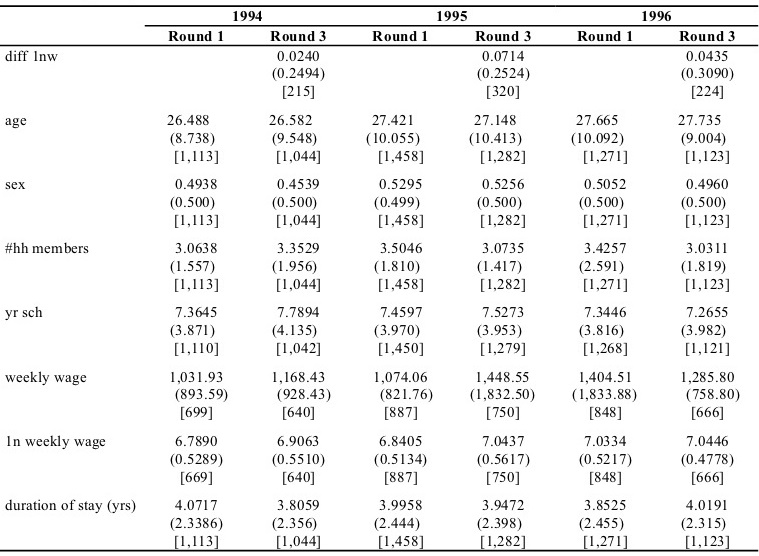 1994 1995 1996
Round 1 Round 3 Round 1 Round 3 Round 1 Round 3
diff 1nw 0.0240 0.0714 0.0435
(0.2494) (0.2524) (0.3090)
[215] [320] [224]
age 26.488 26.582 27.421 27.148 27.665 27.735
(8.738) (9.548) (10.055) (10.413) (10.092) (9.004)
[1,113] [1,044] [1,458] [1,282] [1,271] [1,123]
sex 0.4938 0.4539 0.5295 0.5256 0.5052 0.4960
(0.500) (0.500) (0.499) (0.500) (0.500) (0.500)
[1,113] [1,044] [1,458] [1,282] [1,271] [1,123]
#hh members 3.0638 3.3529 3.5046 3.0735 3.4257 3.0311
(1.557) (1.956) (1.810) (1.417) (2.591) (1.819)
[1,113] [1,044] [1,458] [1,282] [1,271] [1,123]
yr sch 7.3645 7.7894 7.4597 7.5273 7.3446 7.2655
(3.871) (4.135) (3.970) (3.953) (3.816) (3.982)
[1,110] [1,042] [1,450] [1,279] [1,268] [1,121]
weekly wage 1,031.93 1,168.43 1,074.06 1,448.55 1,404.51 1,285.80
(893.59) (928.43) (821.76) (1,832.50) (1,833.88) (758.80)
[699] [640] [887] [750] [848] [666]
1n weekly wage 6.7890 6.9063 6.8405 7.0437 7.0334 7.0446
(0.5289) (0.5510) (0.5134) (0.5617) (0.5217) (0.4778)
[669] [640] [887] [750] [848] [666]
duration of stay (yrs) 4.0717 3.8059 3.9958 3.9472 3.8525 4.0191
(2.3386) (2.356) (2.444) (2.398) (2.455) (2.315)
[1,113] [1,044] [1,458] [1,282] [1,271] [1,123]